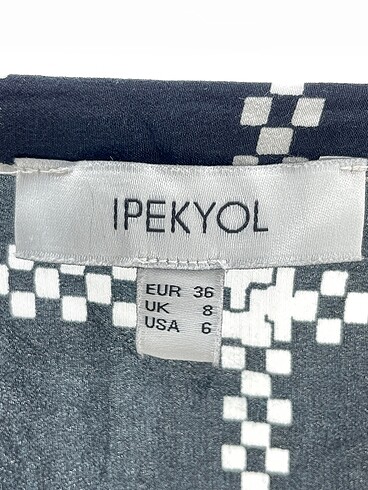 IPEKYOL
EUR 36
UK 8
USA 6